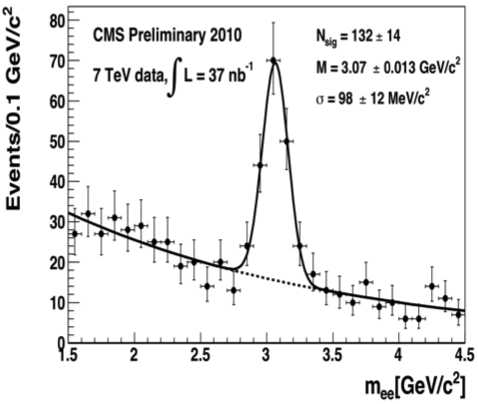 CMS Preliminary 2010
7 TeV data, ∫ L = 37 nb⁻¹
N_sig = 132 ± 14
M = 3.07 ± 0.013 GeV/c²
σ = 98 ± 12 MeV/c²
Events/0.1 GeV/c²
80
70
60
50
40
30
20
10
0
1.5 2 2.5 3 3.5 4 4.5
m_ee[GeV/c²]